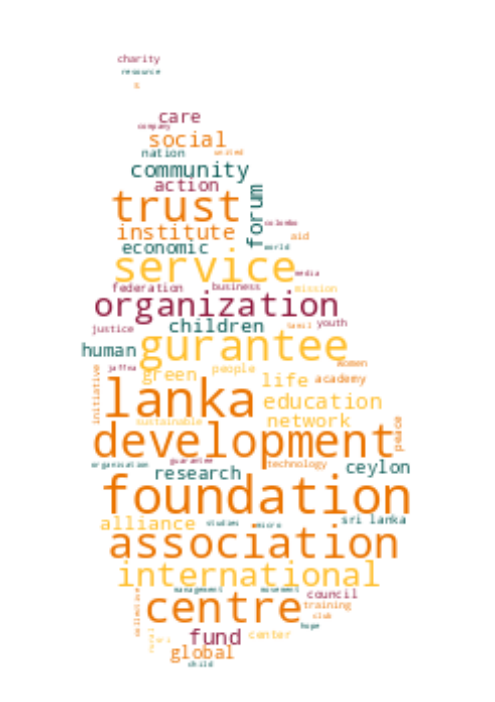 charity
resource
s
care
company
social
nation united
community
action
trust forum
colombo
institute aid
economic world
service
media
federation business mission
organization
justice children tamil youth
human gurantee
women
jaffna people
initiative green life academy
lanka education
sustainable network
development peace
organisation guarantee technology ceylon
research
foundation
alliance studies micro sri lanka
association
international
management movement council
centre training
collective club
hope
fund center
rural
global
child